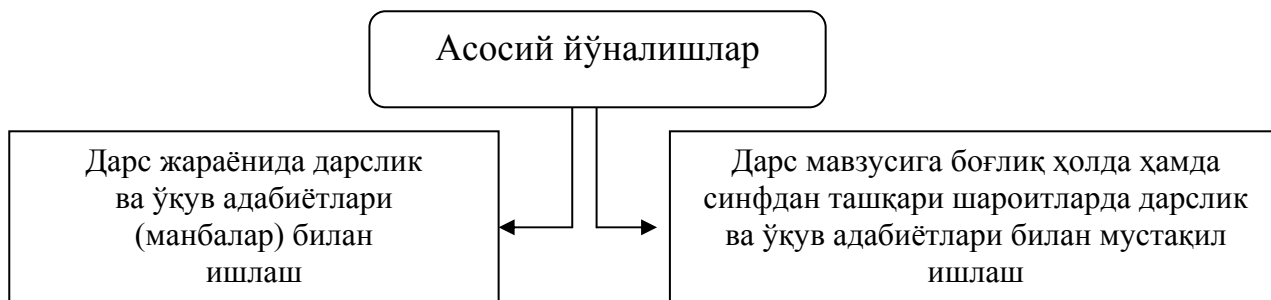 Асосий йўналишлар
Дарс жараёнида дарслик
ва ўқув адабиётлари
(манбалар) билан
ишлаш
Дарс мавзусига боғлиқ ҳолда ҳамда
синфдан ташқари шароитларда дарслик
ва ўқув адабиётлари билан мустақил
ишлаш